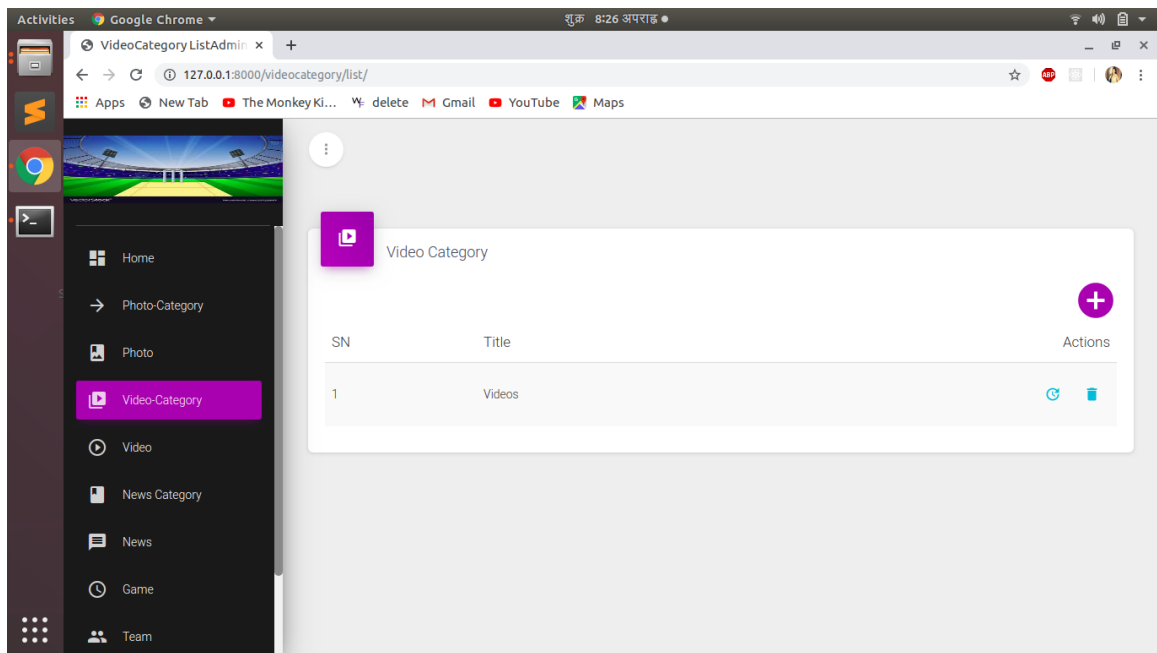 Activities Google Chrome शुक्र 8:26 अपराह्न
VideoCategory ListAdmin
127.0.0.1:8000/videocategory/list/
ABP
Apps New Tab The Monkey Ki... delete Gmail YouTube Maps
Home
Photo-Category
Photo
Video-Category
Video
News Category
News
Game
Team
Video Category
SN Title Actions
1 Videos